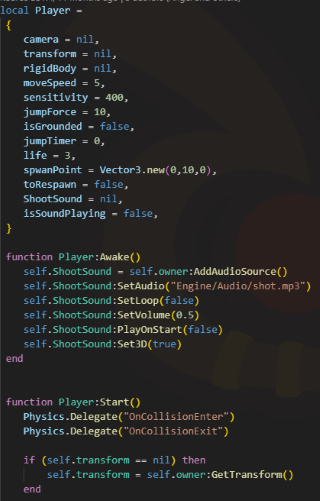 local Player =
{
camera = nil,
transform = nil,
rigidBody = nil,
moveSpeed = 5,
sensitivity = 400,
jumpForce = 10,
isGrounded = false,
jumpTimer = 0,
life = 3,
spwanPoint = Vector3.new(0,10,0),
toRespawn = false,
ShootSound = nil,
isSoundPlaying = false,
}
function Player:Awake()
self.ShootSound = self.owner:AddAudioSource()
self.ShootSound:SetAudio("Engine/Audio/shot.mp3")
self.ShootSound:SetLoop(false)
self.ShootSound:SetVolume(0.5)
self.ShootSound:PlayOnStart(false)
self.ShootSound:Set3D(true)
end
function Player:Start()
Physics.Delegate("OnCollisionEnter")
Physics.Delegate("OnCollisionExit")
if (self.transform == nil) then
self.transform = self.owner:GetTransform()
end